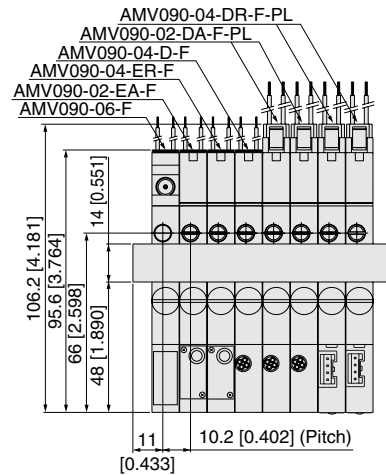 AMV090-04-DR-F-PL
AMV090-02-DA-F-PL
AMV090-04-D-F
AMV090-04-ER-F
AMV090-02-EA-F
AMV090-06-F
106.2 [4.181]
95.6 [3.764]
66 [2.598]
14 [0.551]
48 [1.890]
11
[0.433]
10.2 [0.402] (Pitch)